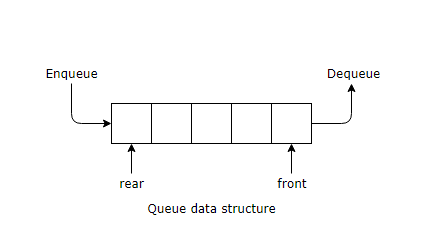 Enqueue
Dequeue
rear
front
Queue data structure